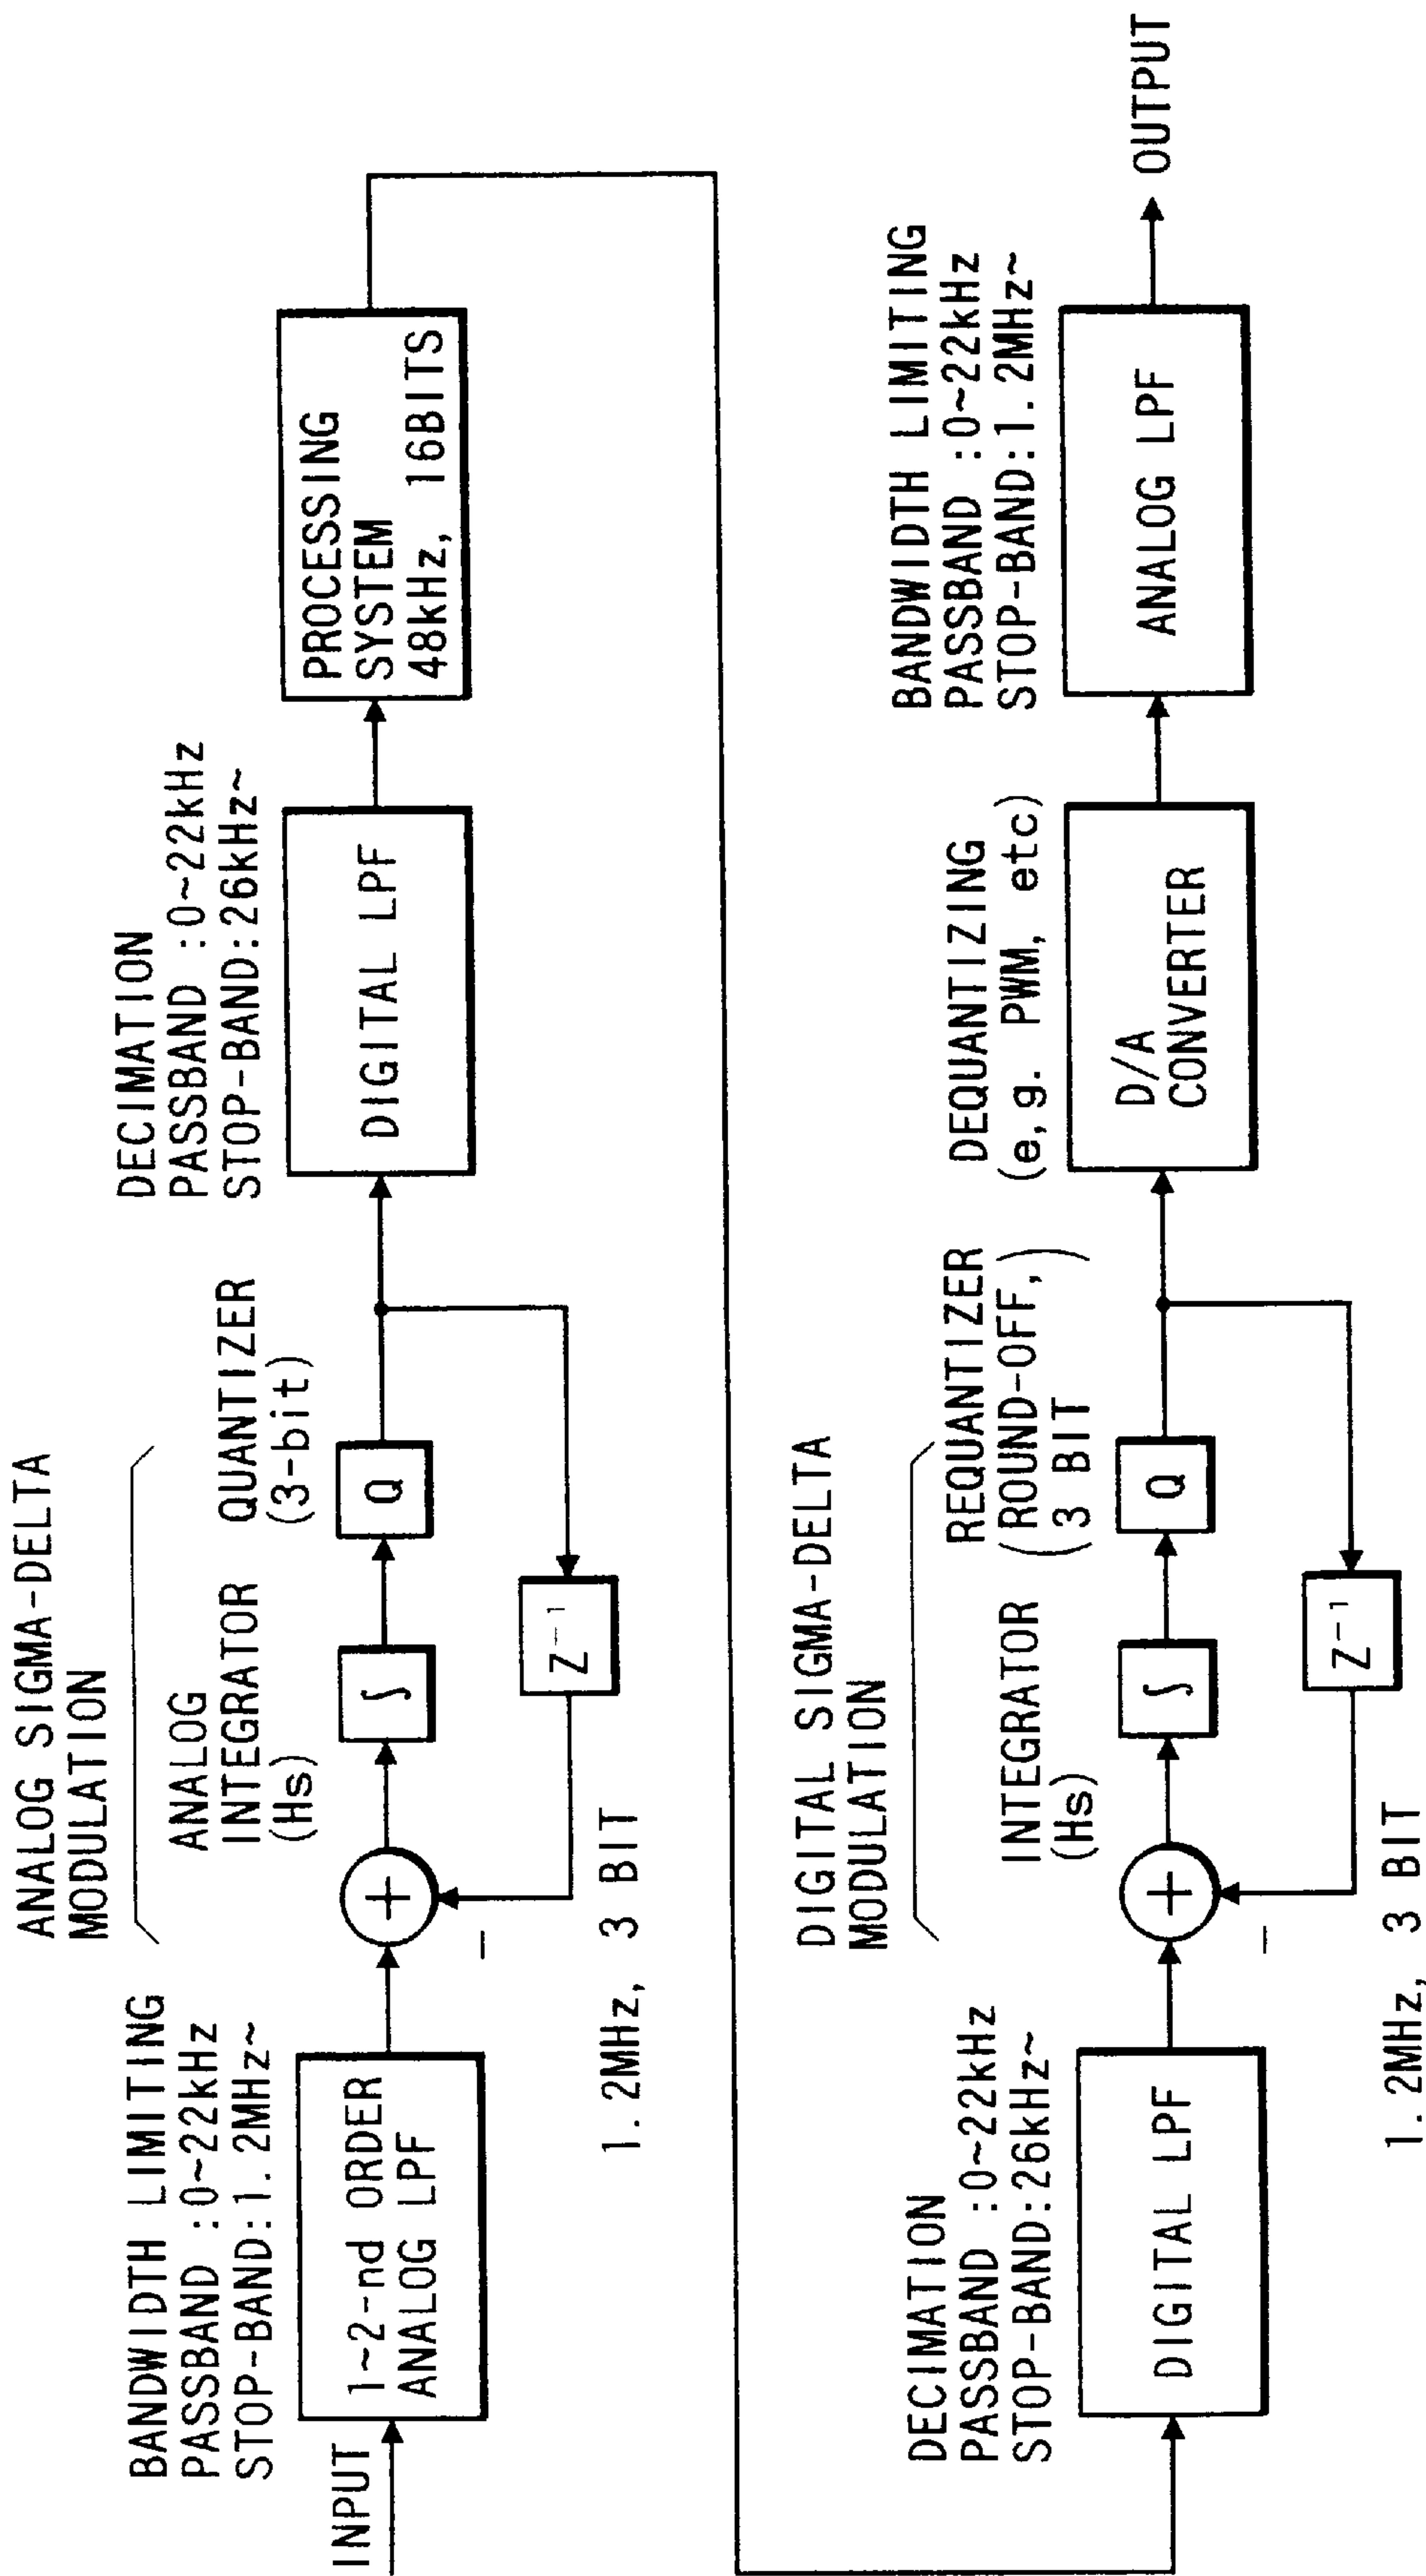 ANALOG SIGMA-DELTA
MODULATION
BANDWIDTH LIMITING
PASSBAND :0~22kHz
STOP-BAND:1.2MHz~
ANALOG
INTEGRATOR
(Hs)
QUANTIZER
(3-bit)
DECIMATION
PASSBAND :0~22kHz
STOP-BAND:26kHz~
INPUT
1~2-nd ORDER
ANALOG LPF
+
∫
Q
DIGITAL LPF
PROCESSING
SYSTEM
48kHz, 16BITS
−
Z⁻¹
1.2MHz, 3 BIT
DIGITAL SIGMA-DELTA
MODULATION
DECIMATION
PASSBAND :0~22kHz
STOP-BAND:26kHz~
INTEGRATOR
(Hs)
REQUANTIZER
(ROUND-OFF,)
(3 BIT
DEQUANTIZING
(e,g. PWM, etc)
BANDWIDTH LIMITING
PASSBAND :0~22kHz
STOP-BAND:1.2MHz~
DIGITAL LPF
+
∫
Q
D/A
CONVERTER
ANALOG LPF
OUTPUT
−
Z⁻¹
1.2MHz, 3 BIT